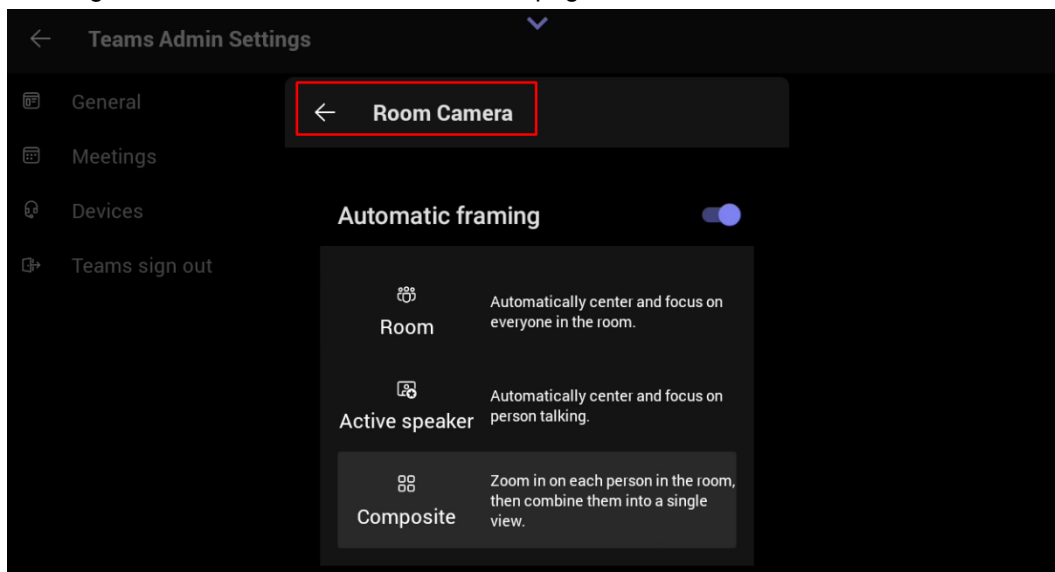 Teams Admin Settings
General
Meetings
Devices
Teams sign out
Room Camera
Automatic framing
Room
Automatically center and focus on
everyone in the room.
Active speaker
Automatically center and focus on
person talking.
Composite
Zoom in on each person in the room,
then combine them into a single
view.